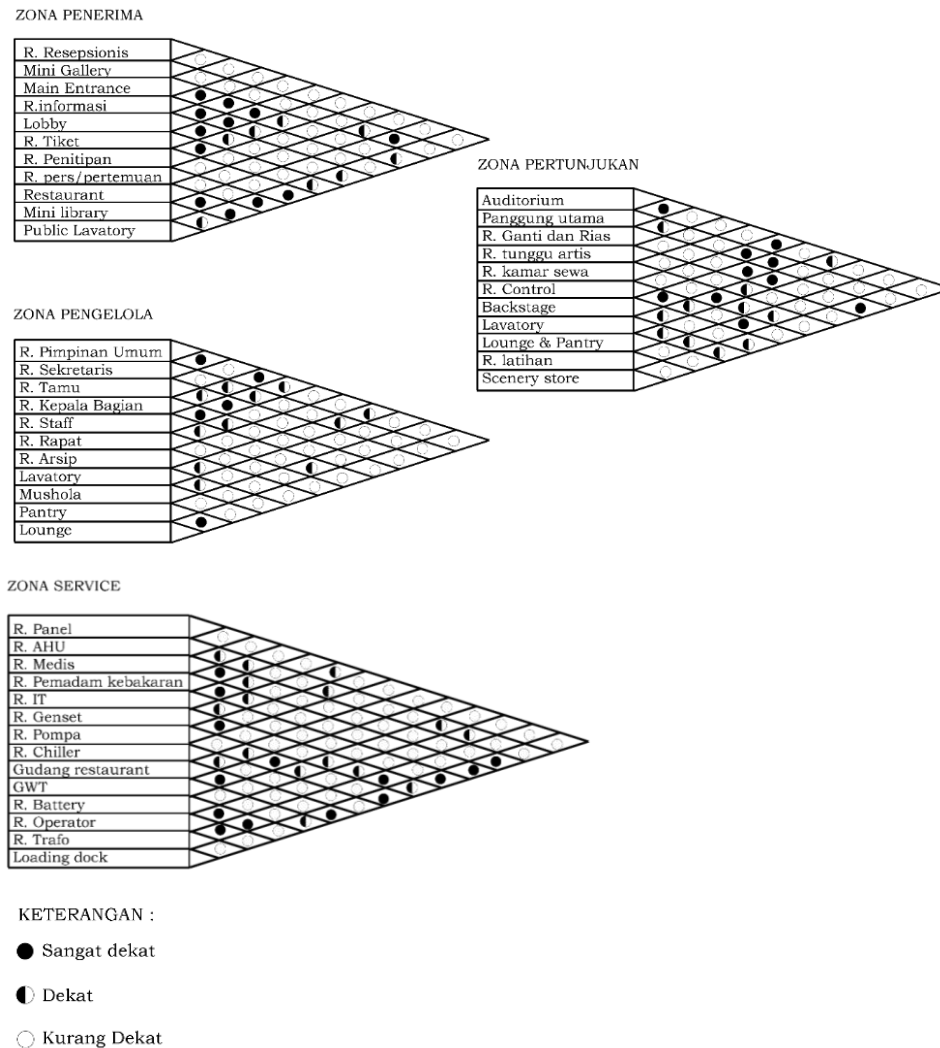 ZONA PENERIMA
R. Resepsionis
Mini Gallery
Main Entrance
R.informasi
Lobby
R. Tiket
R. Penitipan
R. pers/pertemuan
Restaurant
Mini library
Public Lavatory
ZONA PERTUNJUKAN
Auditorium
Panggung utama
R. Ganti dan Rias
R. tunggu artis
R. kamar sewa
R. Control
Backstage
Lavatory
Lounge & Pantry
R. latihan
Scenery store
ZONA PENGELOLA
R. Pimpinan Umum
R. Sekretaris
R. Tamu
R. Kepala Bagian
R. Staff
R. Rapat
R. Arsip
Lavatory
Mushola
Pantry
Lounge
ZONA SERVICE
R. Panel
R. AHU
R. Medis
R. Pemadam kebakaran
R. IT
R. Genset
R. Pompa
R. Chiller
Gudang restaurant
GWT
R. Battery
R. Operator
R. Trafo
Loading dock
KETERANGAN :
Sangat dekat
Dekat
Kurang Dekat